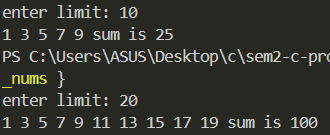 enter limit: 10
1 3 5 7 9 sum is 25
PS C:\Users\ASUS\Desktop\c\sem2-c-pro
_nums }
enter limit: 20
1 3 5 7 9 11 13 15 17 19 sum is 100